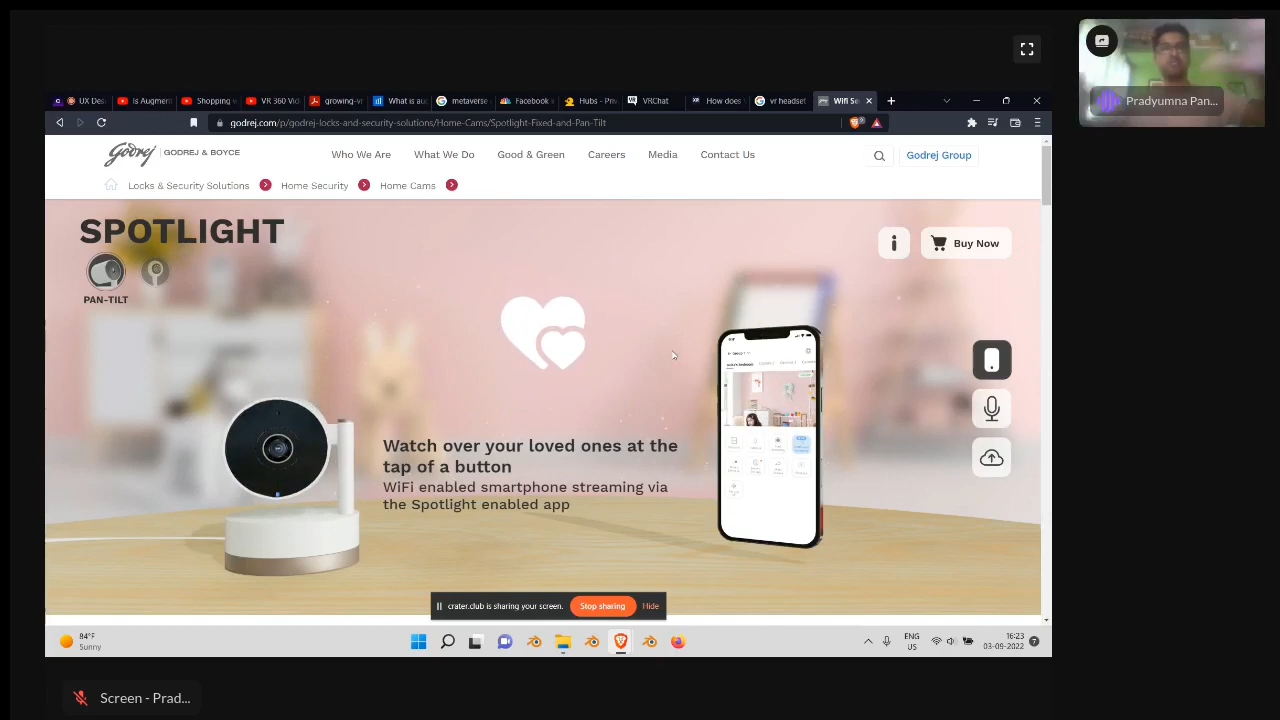 Pradyumna Pan...
UX Des
Is Augmen
Shopping v
VR 360 Vid
growing-vr
What is aug
metaverse
Facebook
Hubs - Priv
VRChat
How does
vr headset
Wifi Se
godrej.com/p/godrej-locks-and-security-solutions/Home-Cams/Spotlight-Fixed-and-Pan-Tilt
Godrej | GODREJ & BOYCE
Who We Are
What We Do
Good & Green
Careers
Media
Contact Us
Godrej Group
Locks & Security Solutions
Home Security
Home Cams
SPOTLIGHT
Buy Now
PAN-TILT
Watch over your loved ones at the
tap of a button
WiFi enabled smartphone streaming via
the Spotlight enabled app
crater.club is sharing your screen.
Stop sharing
Hide
84°F
Sunny
ENG
US
16:23
03-09-2022
7
Screen - Prad...